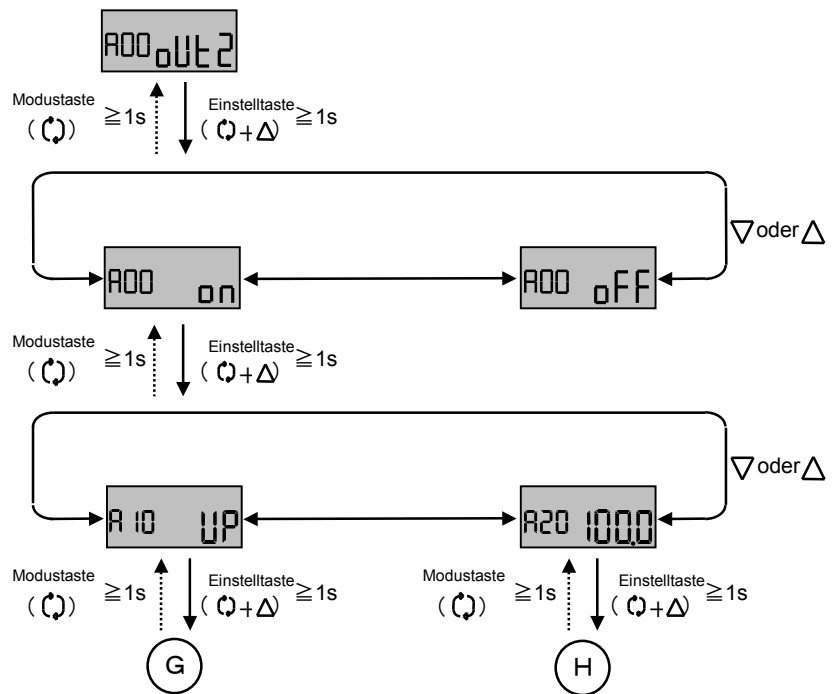 A00 oUt2
Modustaste ≧1s Einstelltaste ≧1s
( ) ( + △)
▽ oder △
A00 on
A00 oFF
Modustaste ≧1s Einstelltaste ≧1s
( ) ( + △)
▽ oder △
A10 UP
A20 100.0
Modustaste ≧1s Einstelltaste ≧1s
( ) ( + △)
Modustaste ≧1s Einstelltaste ≧1s
( ) ( + △)
G
H